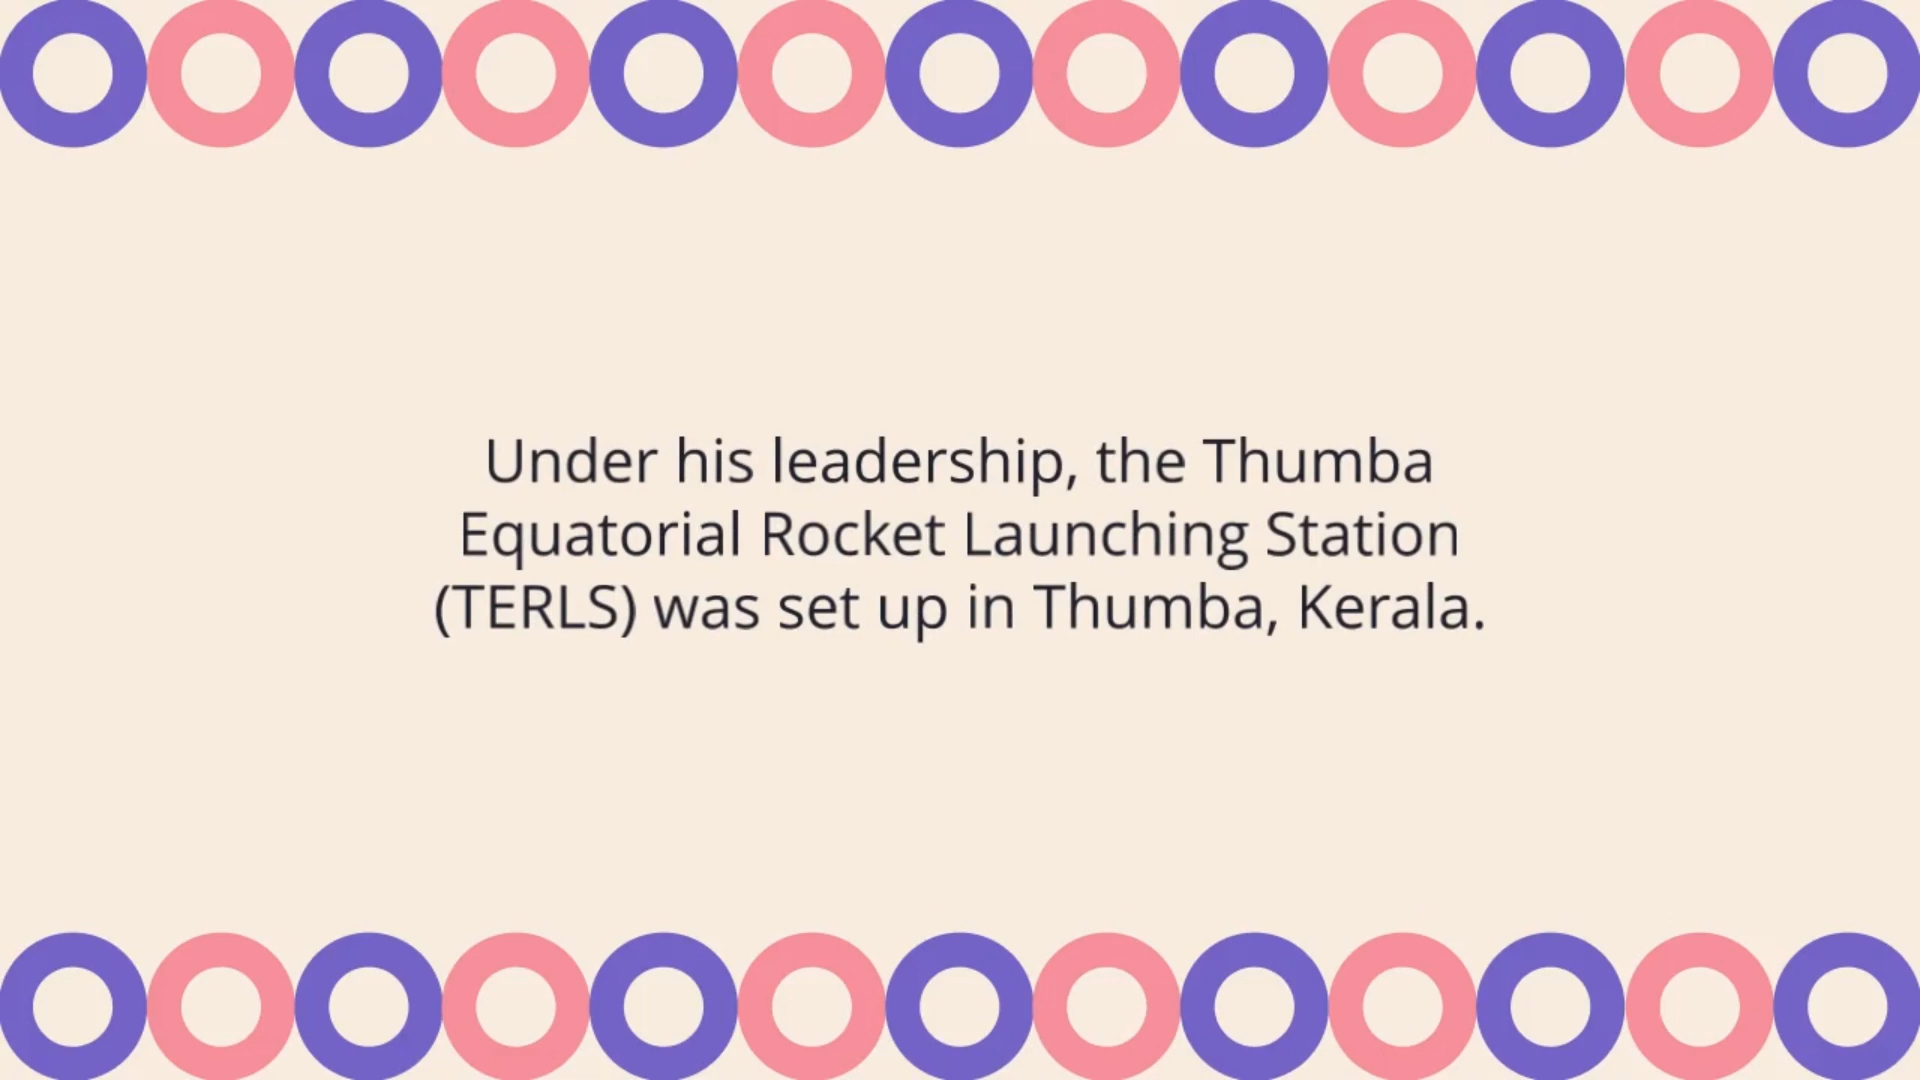 Under his leadership, the Thumba
Equatorial Rocket Launching Station
(TERLS) was set up in Thumba, Kerala.